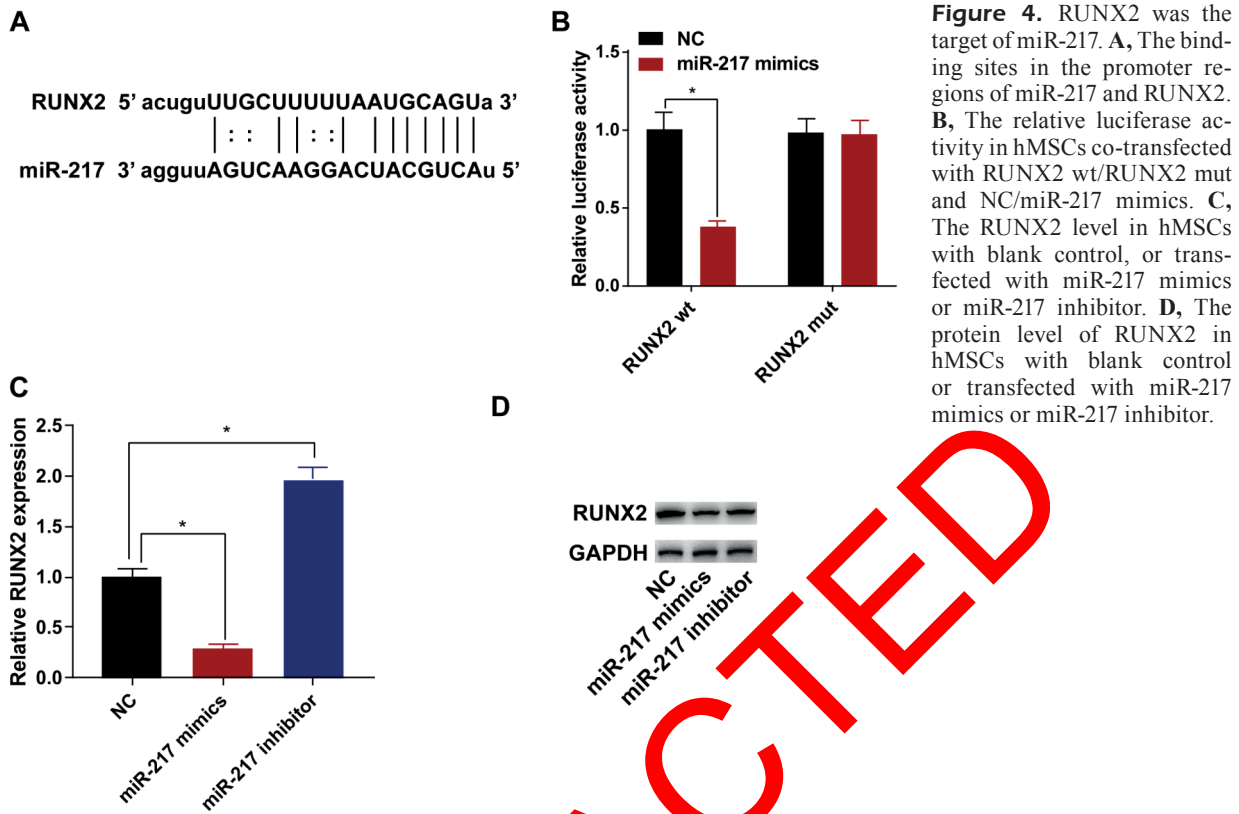 A
RUNX2 5’ acuguUUGCUUUUUAAUGCAGUa 3’
miR-217 3’ agguuAGUCAAGGACUACGUCAu 5’
B
NC
miR-217 mimics
Relative luciferase activity
1.5
1.0
0.5
0.0
*
RUNX2 wt
RUNX2 mut
Figure 4. RUNX2 was the
target of miR-217. A, The bind-
ing sites in the promoter re-
gions of miR-217 and RUNX2.
B, The relative luciferase ac-
tivity in hMSCs co-transfected
with RUNX2 wt/RUNX2 mut
and NC/miR-217 mimics. C,
The RUNX2 level in hMSCs
with blank control, or trans-
fected with miR-217 mimics
or miR-217 inhibitor. D, The
protein level of RUNX2 in
hMSCs with blank control
or transfected with miR-217
mimics or miR-217 inhibitor.
C
Relative RUNX2 expression
2.5
2.0
1.5
1.0
0.5
0.0
*
*
NC
miR-217 mimics
miR-217 inhibitor
D
RUNX2
GAPDH
NC
miR-217 mimics
miR-217 inhibitor
CTED